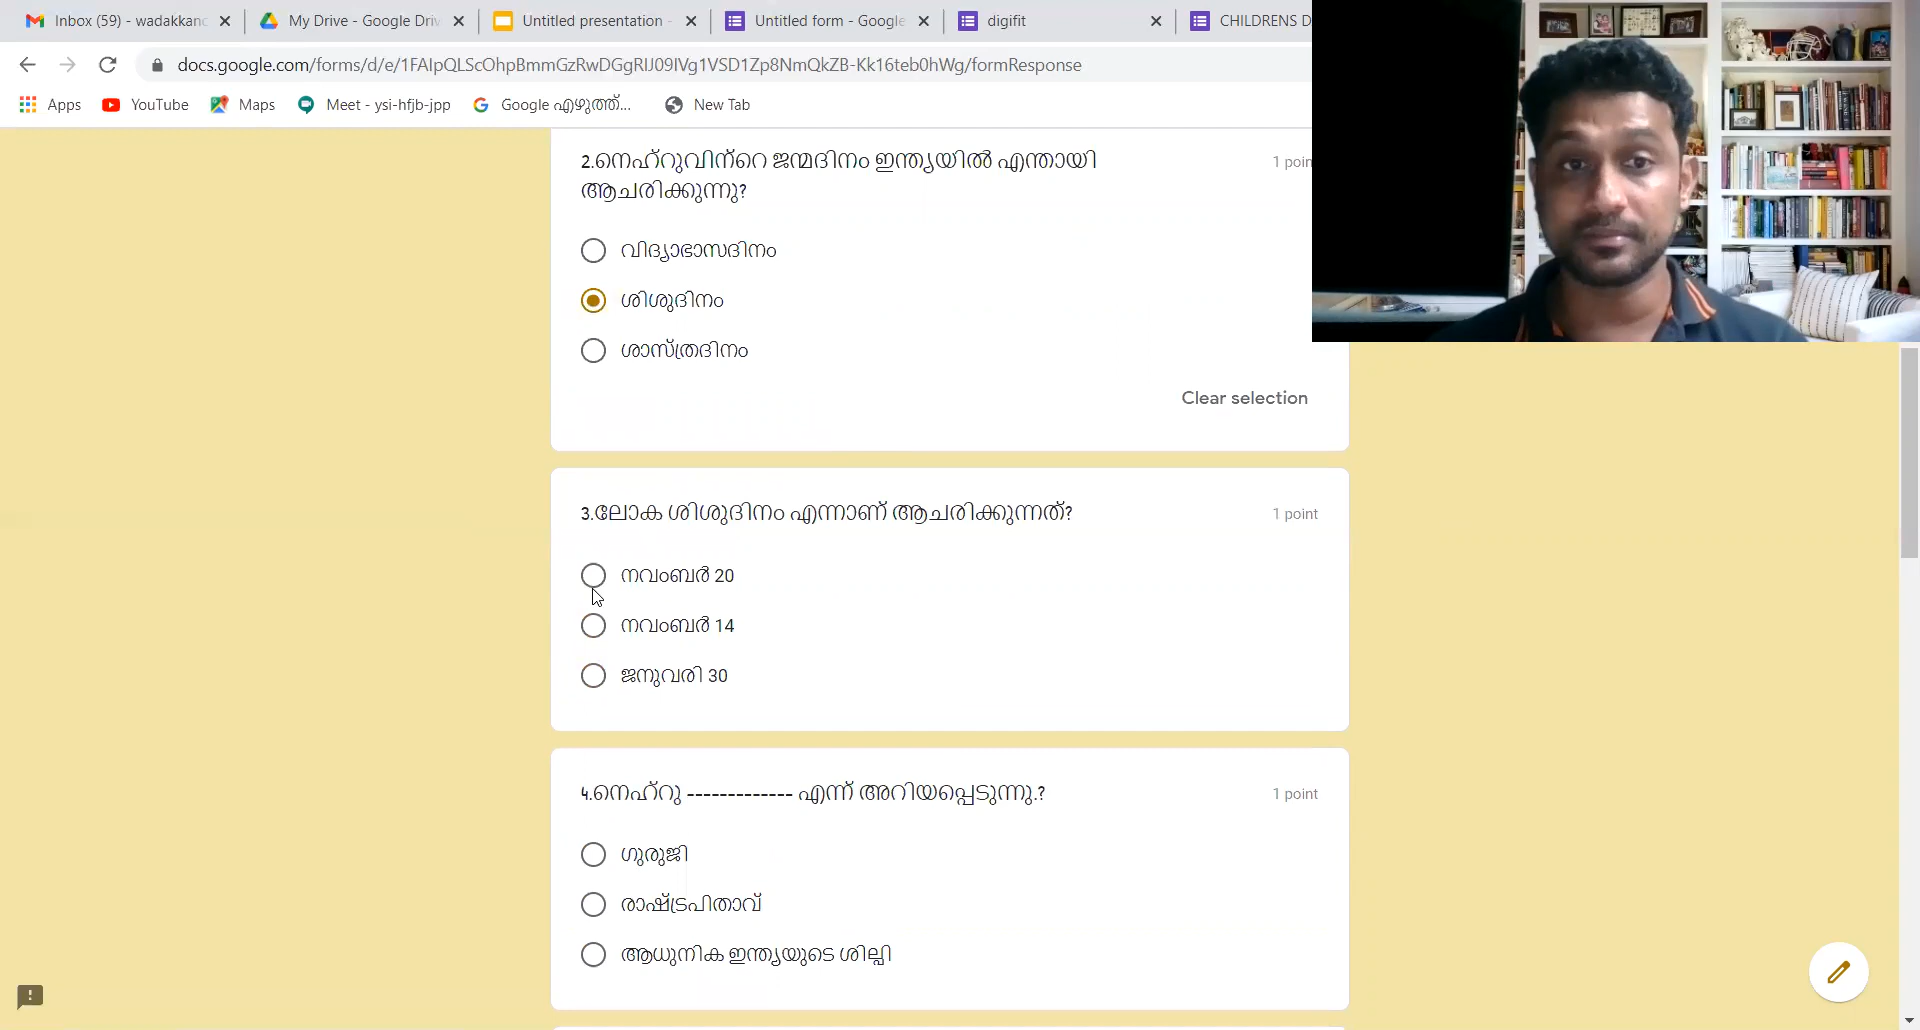 Inbox (59) - wadakkanc
My Drive - Google Driv
Untitled presentation -
Untitled form - Google
digifit
CHILDRENS D
docs.google.com/forms/d/e/1FAIpQLScOhpBmmGzRwDGgRIJ09IVg1VSD1Zp8NmQkZB-Kk16teb0hWg/formResponse
Apps YouTube Maps Meet - ysi-hfjb-jpp Google എഴുത്ത്... New Tab
2.നെഹ്റുവിന്റെ ജന്മദിനം ഇന്ത്യയിൽ എന്തായി
ആചരിക്കുന്നു?
1 poin
വിദ്യാഭാസദിനം
ശിശുദിനം
ശാസ്ത്രദിനം
Clear selection
3.ലോക ശിശുദിനം എന്നാണ് ആചരിക്കുന്നത്?
1 point
നവംബർ 20
നവംബർ 14
ജനുവരി 30
4.നെഹ്റു ------------- എന്ന് അറിയപ്പെടുന്നു.?
1 point
ഗുരുജി
രാഷ്ട്രപിതാവ്
ആധുനിക ഇന്ത്യയുടെ ശില്പി